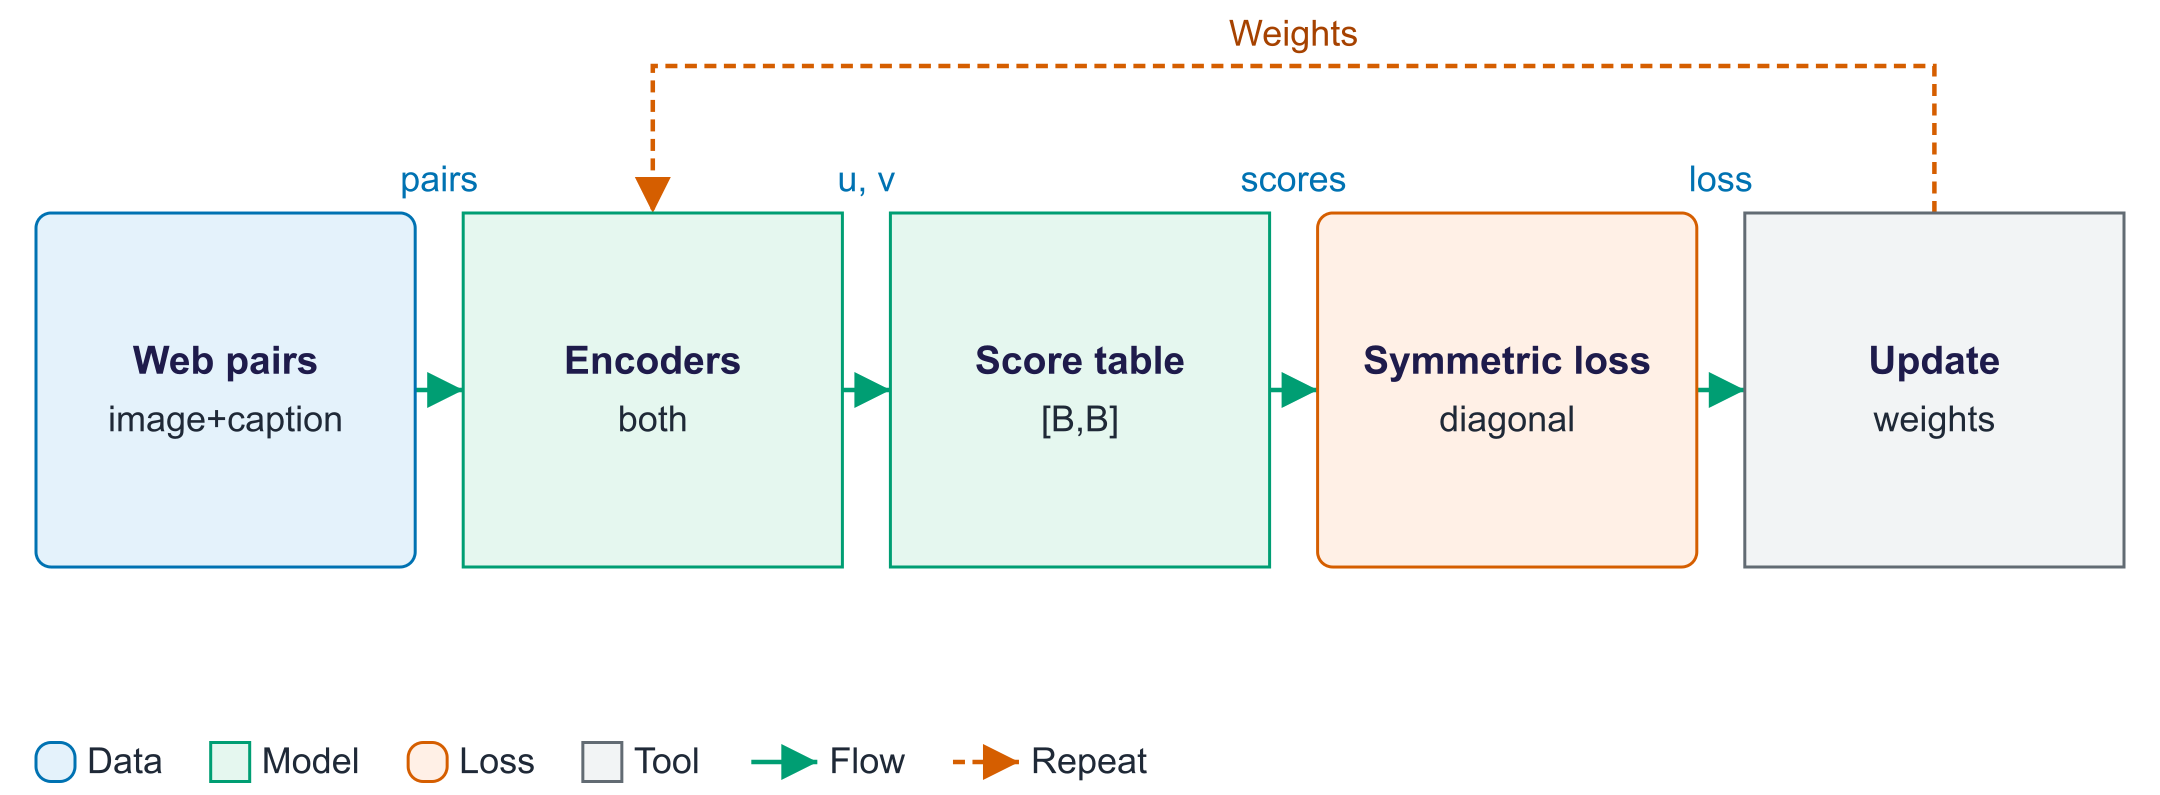 Weights
pairs
u, v
scores
loss
Web pairs
image+caption
Encoders
both
Score table
[B,B]
Symmetric loss
diagonal
Update
weights
Data
Model
Loss
Tool
Flow
Repeat